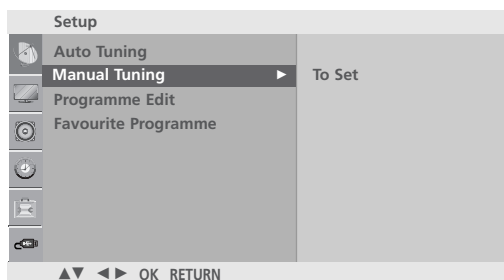 Setup
Auto Tuning
Manual Tuning ► To Set
Programme Edit
Favourite Programme
▲▼ ◄► OK RETURN